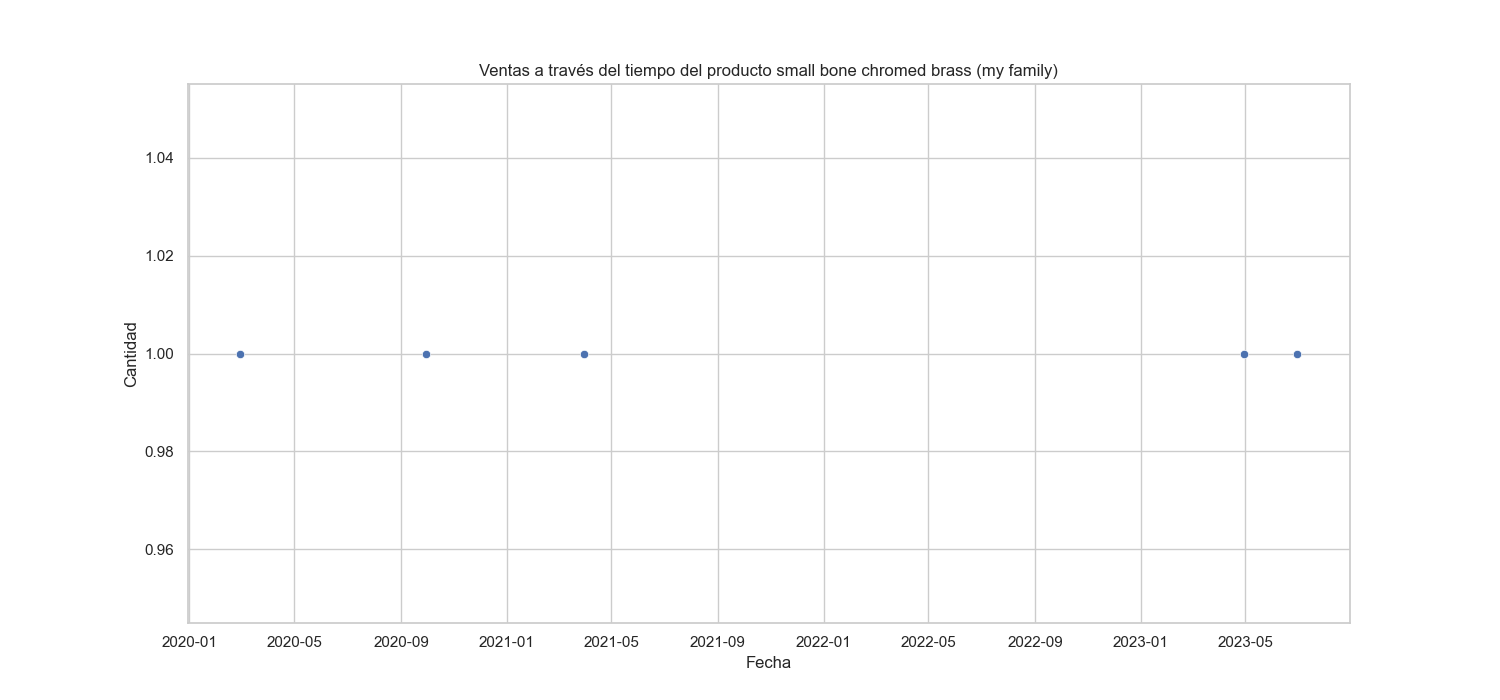 Ventas a través del tiempo del producto small bone chromed brass (my family)
1.04
1.02
1.00
0.98
0.96
Cantidad
2020-01 2020-05 2020-09 2021-01 2021-05 2021-09 2022-01 2022-05 2022-09 2023-01 2023-05
Fecha